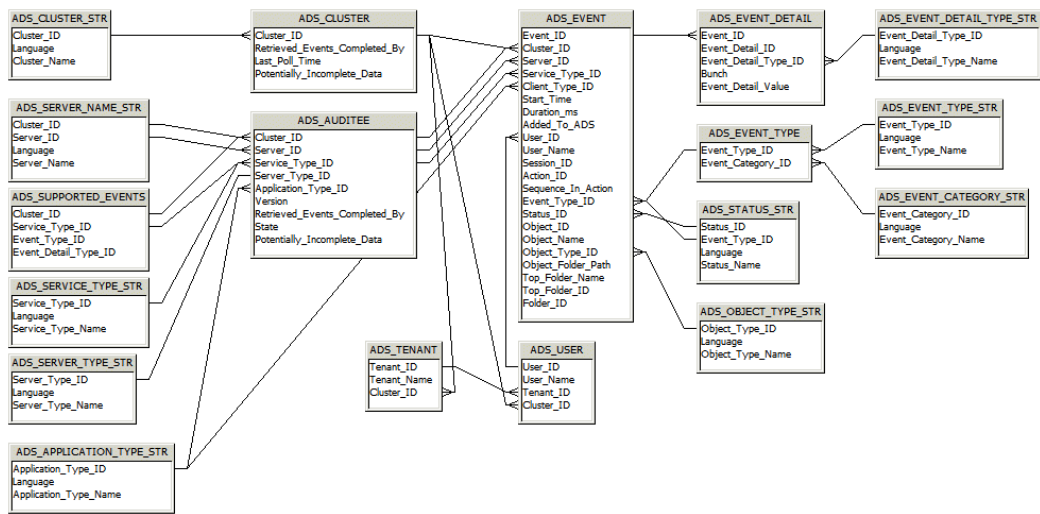 ADS_CLUSTER_STR
Cluster_ID
Language
Cluster_Name
ADS_CLUSTER
Cluster_ID
Retrieved_Events_Completed_By
Last_Poll_Time
Potentially_Incomplete_Data
ADS_EVENT
Event_ID
Cluster_ID
Server_ID
Service_Type_ID
Client_Type_ID
Start_Time
Duration_ms
Added_To_ADS
User_ID
User_Name
Session_ID
Action_ID
Sequence_In_Action
Event_Type_ID
Status_ID
Object_ID
Object_Name
Object_Type_ID
Object_Folder_Path
Top_Folder_Name
Top_Folder_ID
Folder_ID
ADS_EVENT_DETAIL
Event_ID
Event_Detail_ID
Event_Detail_Type_ID
Bunch
Event_Detail_Value
ADS_EVENT_DETAIL_TYPE_STR
Event_Detail_Type_ID
Language
Event_Detail_Type_Name
ADS_SERVER_NAME_STR
Cluster_ID
Server_ID
Language
Server_Name
ADS_AUDITEE
Cluster_ID
Server_ID
Service_Type_ID
Server_Type_ID
Application_Type_ID
Version
Retrieved_Events_Completed_By
State
Potentially_Incomplete_Data
ADS_EVENT_TYPE
Event_Type_ID
Event_Category_ID
ADS_EVENT_TYPE_STR
Event_Type_ID
Language
Event_Type_Name
ADS_SUPPORTED_EVENTS
Cluster_ID
Service_Type_ID
Event_Type_ID
Event_Detail_Type_ID
ADS_STATUS_STR
Status_ID
Event_Type_ID
Language
Status_Name
ADS_EVENT_CATEGORY_STR
Event_Category_ID
Language
Event_Category_Name
ADS_SERVICE_TYPE_STR
Service_Type_ID
Language
Service_Type_Name
ADS_OBJECT_TYPE_STR
Object_Type_ID
Language
Object_Type_Name
ADS_SERVER_TYPE_STR
Server_Type_ID
Language
Server_Type_Name
ADS_TENANT
Tenant_ID
Tenant_Name
Cluster_ID
ADS_USER
User_ID
User_Name
Tenant_ID
Cluster_ID
ADS_APPLICATION_TYPE_STR
Application_Type_ID
Language
Application_Type_Name